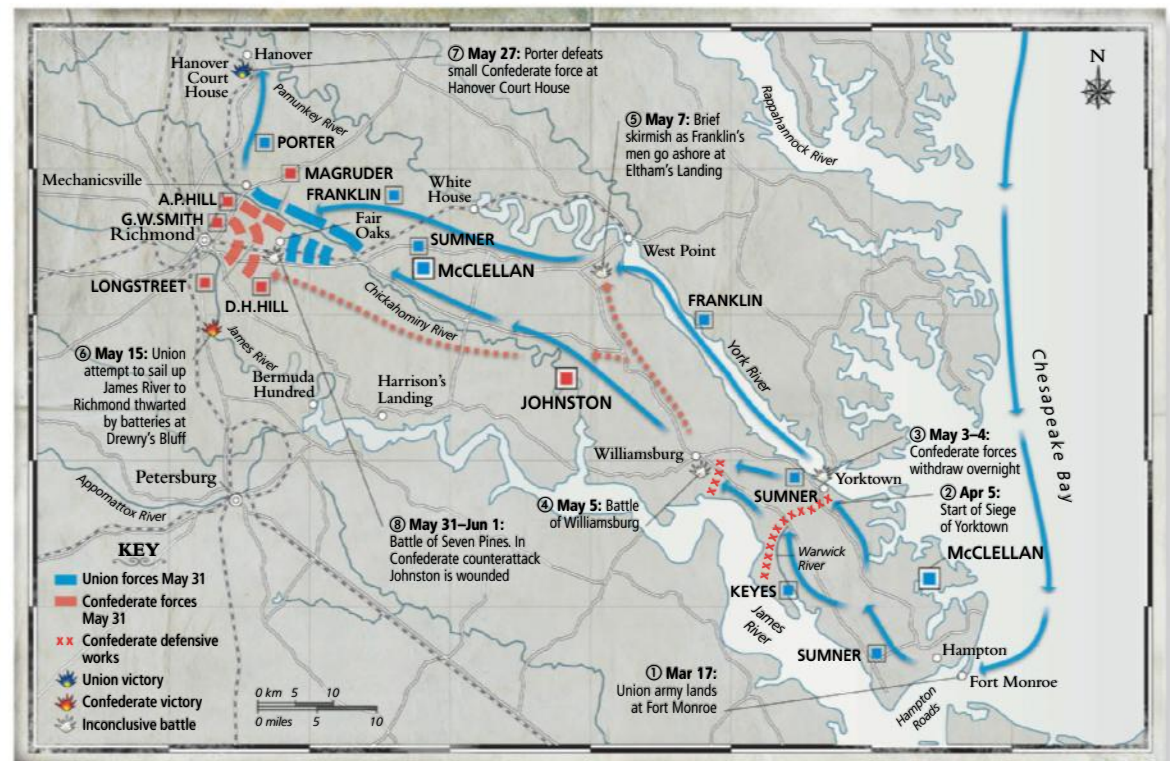 Hanover
Hanover
Court
House
⑦ May 27: Porter defeats
small Confederate force at
Hanover Court House
N
Pamunkey River
Rappahannock River
⑤ May 7: Brief
skirmish as Franklin's
men go ashore at
Eltham's Landing
PORTER
Mechanicsville
MAGRUDER
FRANKLIN
White
House
A.P.HILL
G.W.SMITH
Richmond
Fair
Oaks
SUMNER
McCLELLAN
West Point
LONGSTREET
D.H.HILL
Chickahominy River
FRANKLIN
York River
James River
⑥ May 15: Union
attempt to sail up
James River to
Richmond thwarted
by batteries at
Drewry's Bluff
Bermuda
Hundred
Harrison's
Landing
JOHNSTON
Chesapeake Bay
Williamsburg
③ May 3–4:
Confederate forces
withdraw overnight
Petersburg
Appomattox River
SUMNER
Yorktown
④ May 5: Battle
of Williamsburg
② Apr 5:
Start of Siege
of Yorktown
⑧ May 31–Jun 1:
Battle of Seven Pines. In
Confederate counterattack
Johnston is wounded
Warwick
River
McCLELLAN
KEYES
James
River
SUMNER
Hampton
Fort Monroe
① Mar 17:
Union army lands
at Fort Monroe
Hampton
Roads
KEY
Union forces May 31
Confederate forces
May 31
xx Confederate defensive
works
Union victory
Confederate victory
Inconclusive battle
0 km 5 10
0 miles 5 10